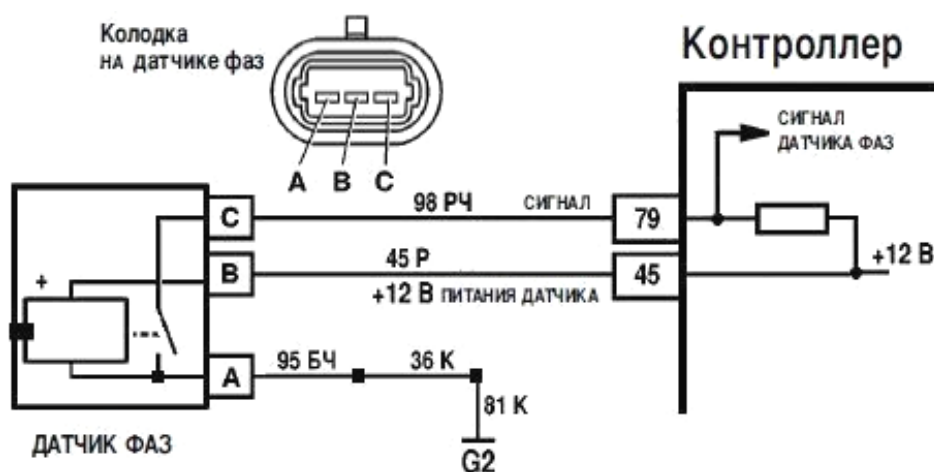 Колодка
на датчике фаз
Контроллер
СИГНАЛ
ДАТЧИКА ФАЗ
A B C
C
98 РЧ
СИГНАЛ
79
B
45 Р
45
+12 В
+
+12 В ПИТАНИЯ ДАТЧИКА
A
95 БЧ
36 К
81 К
G2
ДАТЧИК ФАЗ